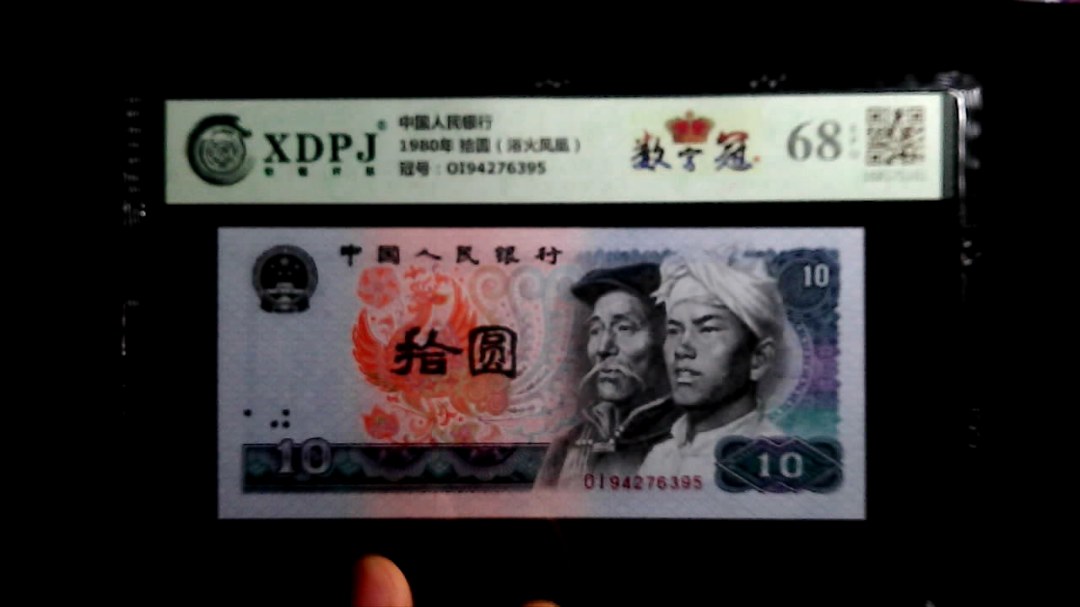 XDPJ
中国人民银行
1980年 拾圆（浴火凤凰）
冠号：OI94276395
数字冠
68
中国人民银行
10
拾圆
10
OI94276395
10